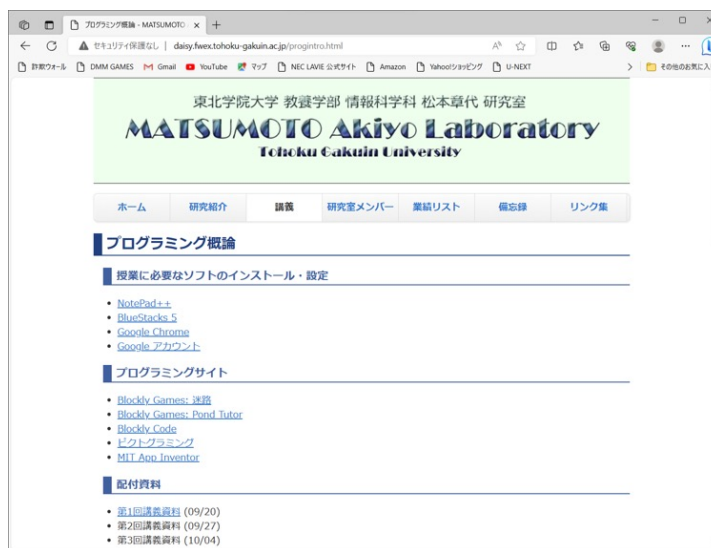 プログラミング概論 - MATSUMOTO
セキュリティ保護なし | daisy.fwex.tohoku-gakuin.ac.jp/progintro.html
詐欺ウォール DMM GAMES Gmail YouTube マップ NEC LAVIE 公式サイト Amazon Yahoo!ショッピング U-NEXT その他のお気に入
東北学院大学 教養学部 情報科学科 松本章代 研究室
MATSUMOTO Akiyo Laboratory
Tohoku Gakuin University
ホーム 研究紹介 講義 研究室メンバー 業績リスト 備忘録 リンク集
プログラミング概論
授業に必要なソフトのインストール・設定
• NotePad++
• BlueStacks 5
• Google Chrome
• Google アカウント
プログラミングサイト
• Blockly Games: 迷路
• Blockly Games: Pond Tutor
• Blockly Code
• ピクトグラミング
• MIT App Inventor
配付資料
• 第1回講義資料 (09/20)
• 第2回講義資料 (09/27)
• 第3回講義資料 (10/04)